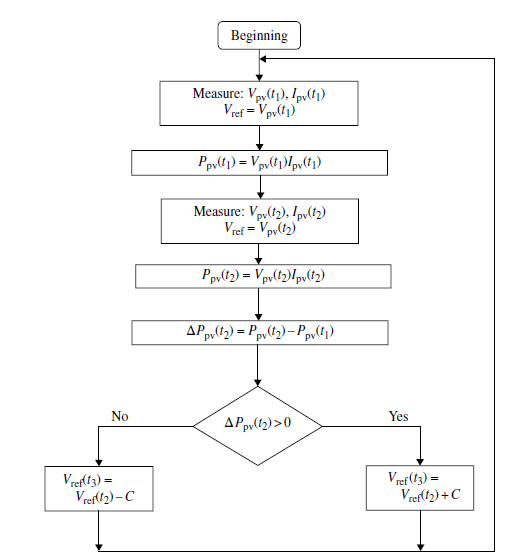 Beginning
Measure: Vpv(t1), Ipv(t1)
Vref = Vpv(t1)
Ppv(t1) = Vpv(t1)Ipv(t1)
Measure: Vpv(t2), Ipv(t2)
Vref = Vpv(t2)
Ppv(t2) = Vpv(t2)Ipv(t2)
ΔPpv(t2) = Ppv(t2) − Ppv(t1)
No
ΔPpv(t2) > 0
Yes
Vref(t3) =
Vref(t2) − C
Vref(t3) =
Vref(t2) + C